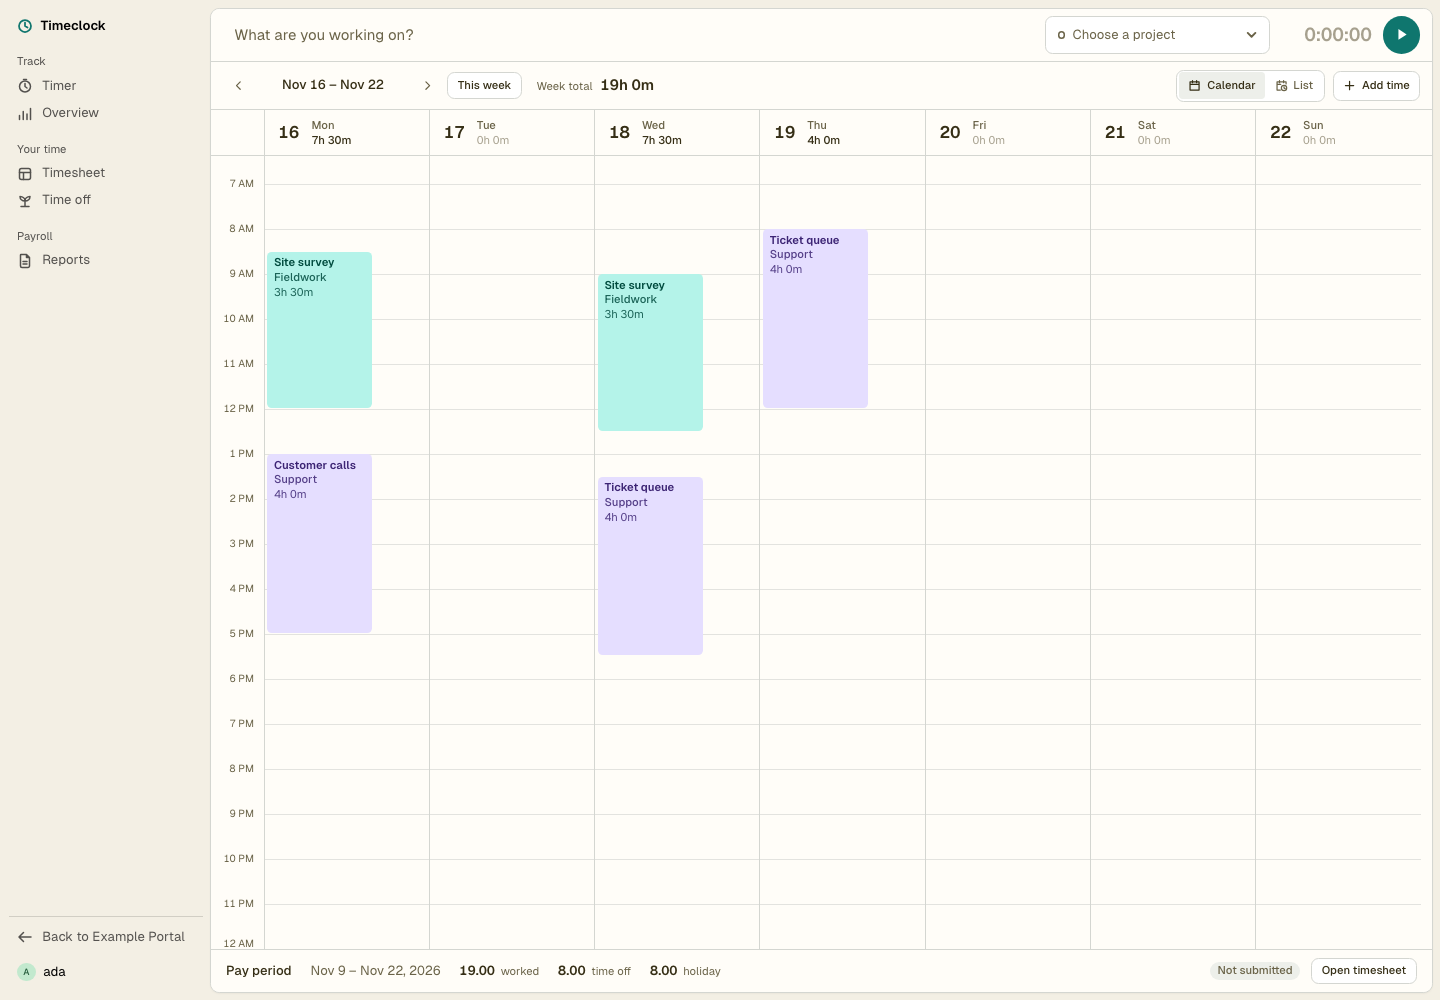 Timeclock
Track
Timer
Overview
Your time
Timesheet
Time off
Payroll
Reports
Back to Example Portal
A ada
What are you working on?
Choose a project
0:00:00
Nov 16 – Nov 22
This week
Week total 19h 0m
Calendar
List
Add time
16 Mon 7h 30m
17 Tue 0h 0m
18 Wed 7h 30m
19 Thu 4h 0m
20 Fri 0h 0m
21 Sat 0h 0m
22 Sun 0h 0m
7 AM
8 AM
9 AM
10 AM
11 AM
12 PM
1 PM
2 PM
3 PM
4 PM
5 PM
6 PM
7 PM
8 PM
9 PM
10 PM
11 PM
12 AM
Site survey
Fieldwork
3h 30m
Customer calls
Support
4h 0m
Site survey
Fieldwork
3h 30m
Ticket queue
Support
4h 0m
Ticket queue
Support
4h 0m
Pay period Nov 9 – Nov 22, 2026 19.00 worked 8.00 time off 8.00 holiday
Not submitted
Open timesheet